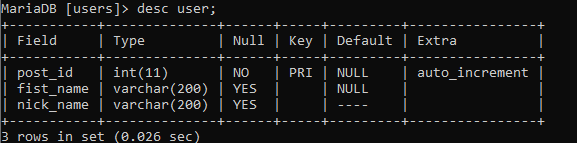 MariaDB [users]> desc user;
+-----------+--------------+------+-----+---------+----------------+
| Field     | Type         | Null | Key | Default | Extra          |
+-----------+--------------+------+-----+---------+----------------+
| post_id   | int(11)      | NO   | PRI | NULL    | auto_increment |
| fist_name | varchar(200) | YES  |     | NULL    |                |
| nick_name | varchar(200) | YES  |     | ----    |                |
+-----------+--------------+------+-----+---------+----------------+
3 rows in set (0.026 sec)